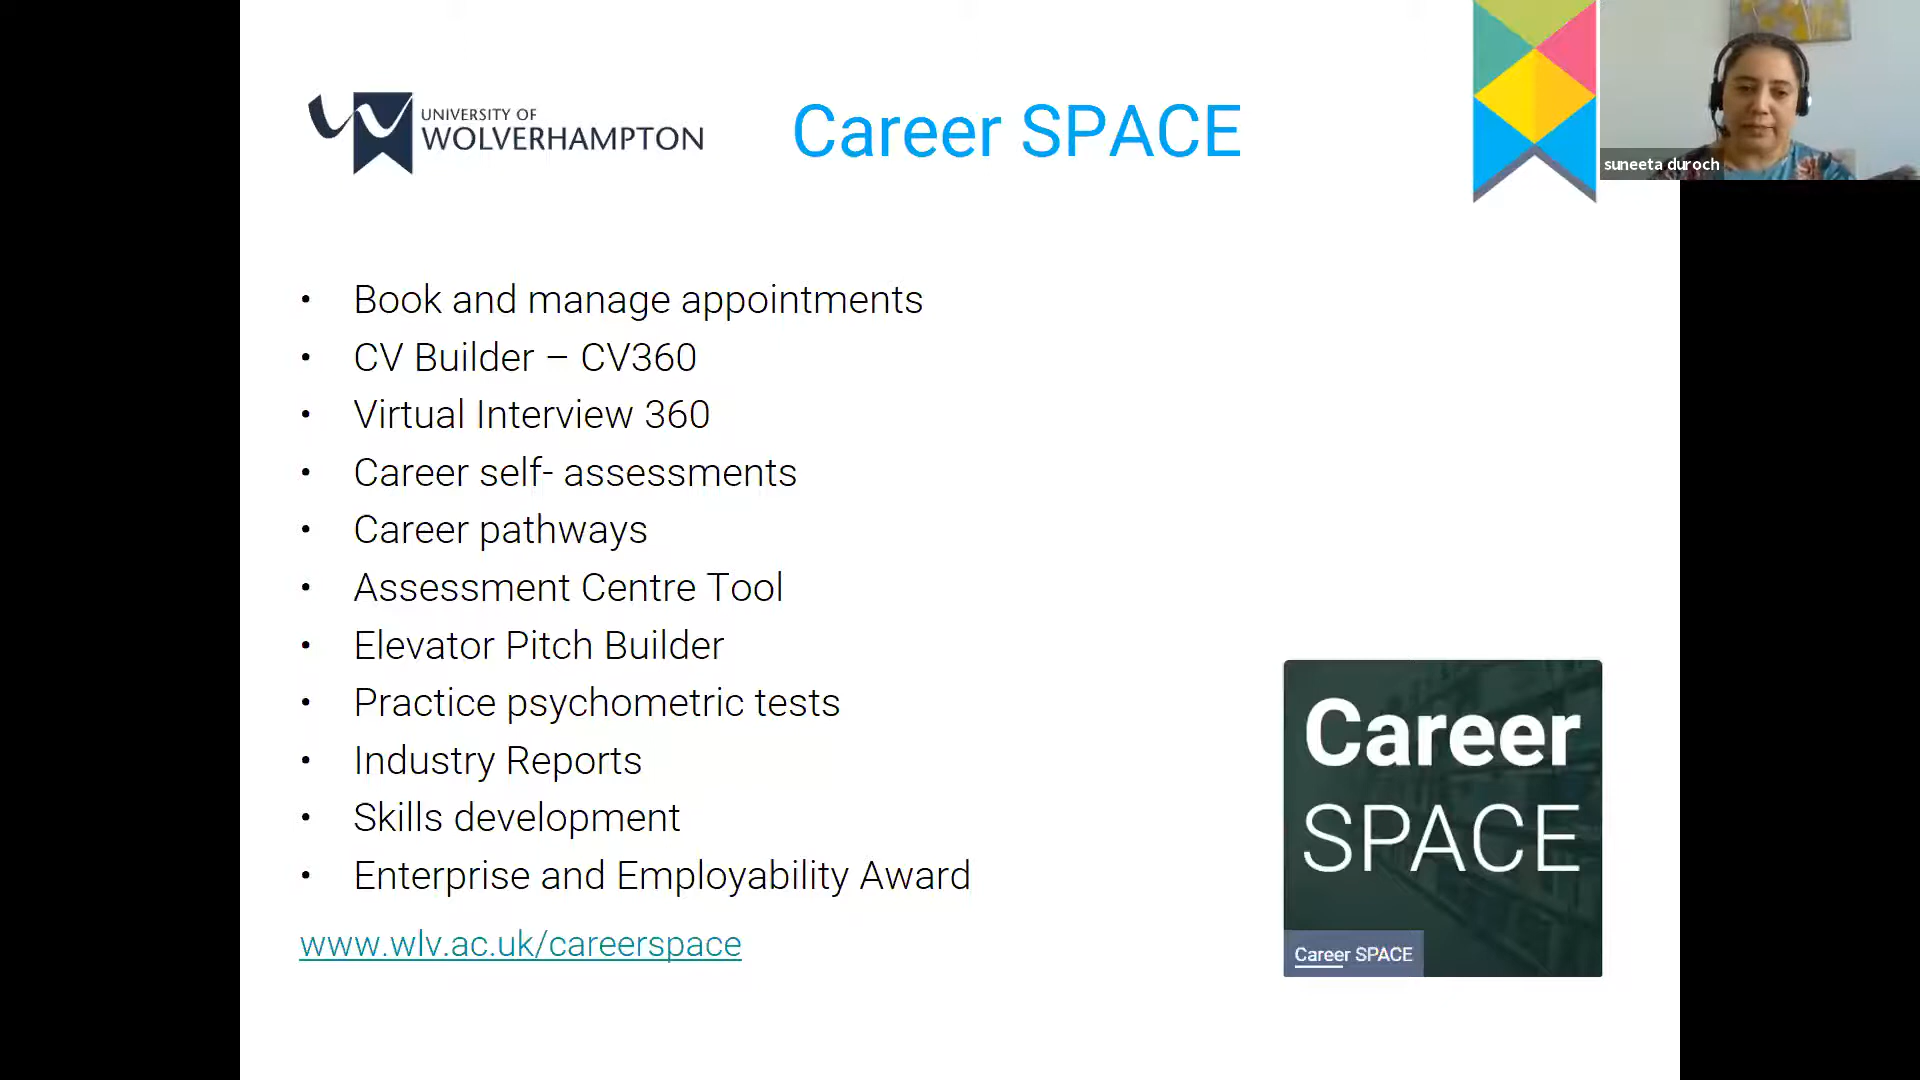 UNIVERSITY OF
WOLVERHAMPTON
Career SPACE
suneeta duroch
• Book and manage appointments
• CV Builder – CV360
• Virtual Interview 360
• Career self- assessments
• Career pathways
• Assessment Centre Tool
• Elevator Pitch Builder
• Practice psychometric tests
• Industry Reports
• Skills development
• Enterprise and Employability Award
www.wlv.ac.uk/careerspace
Career
SPACE
Career SPACE